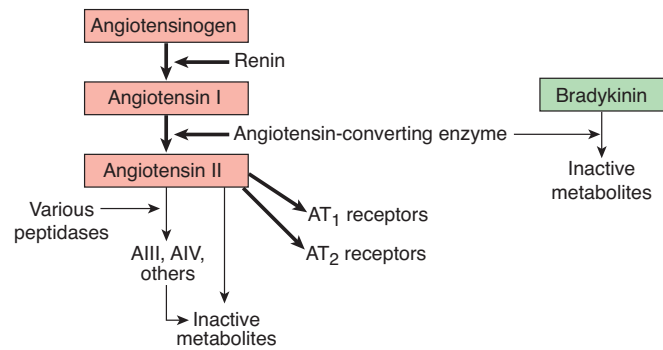 Angiotensinogen
Renin
Angiotensin I
Bradykinin
Angiotensin-converting enzyme
Inactive
metabolites
Angiotensin II
Various
peptidases
AT1 receptors
AT2 receptors
AIII, AIV,
others
Inactive
metabolites